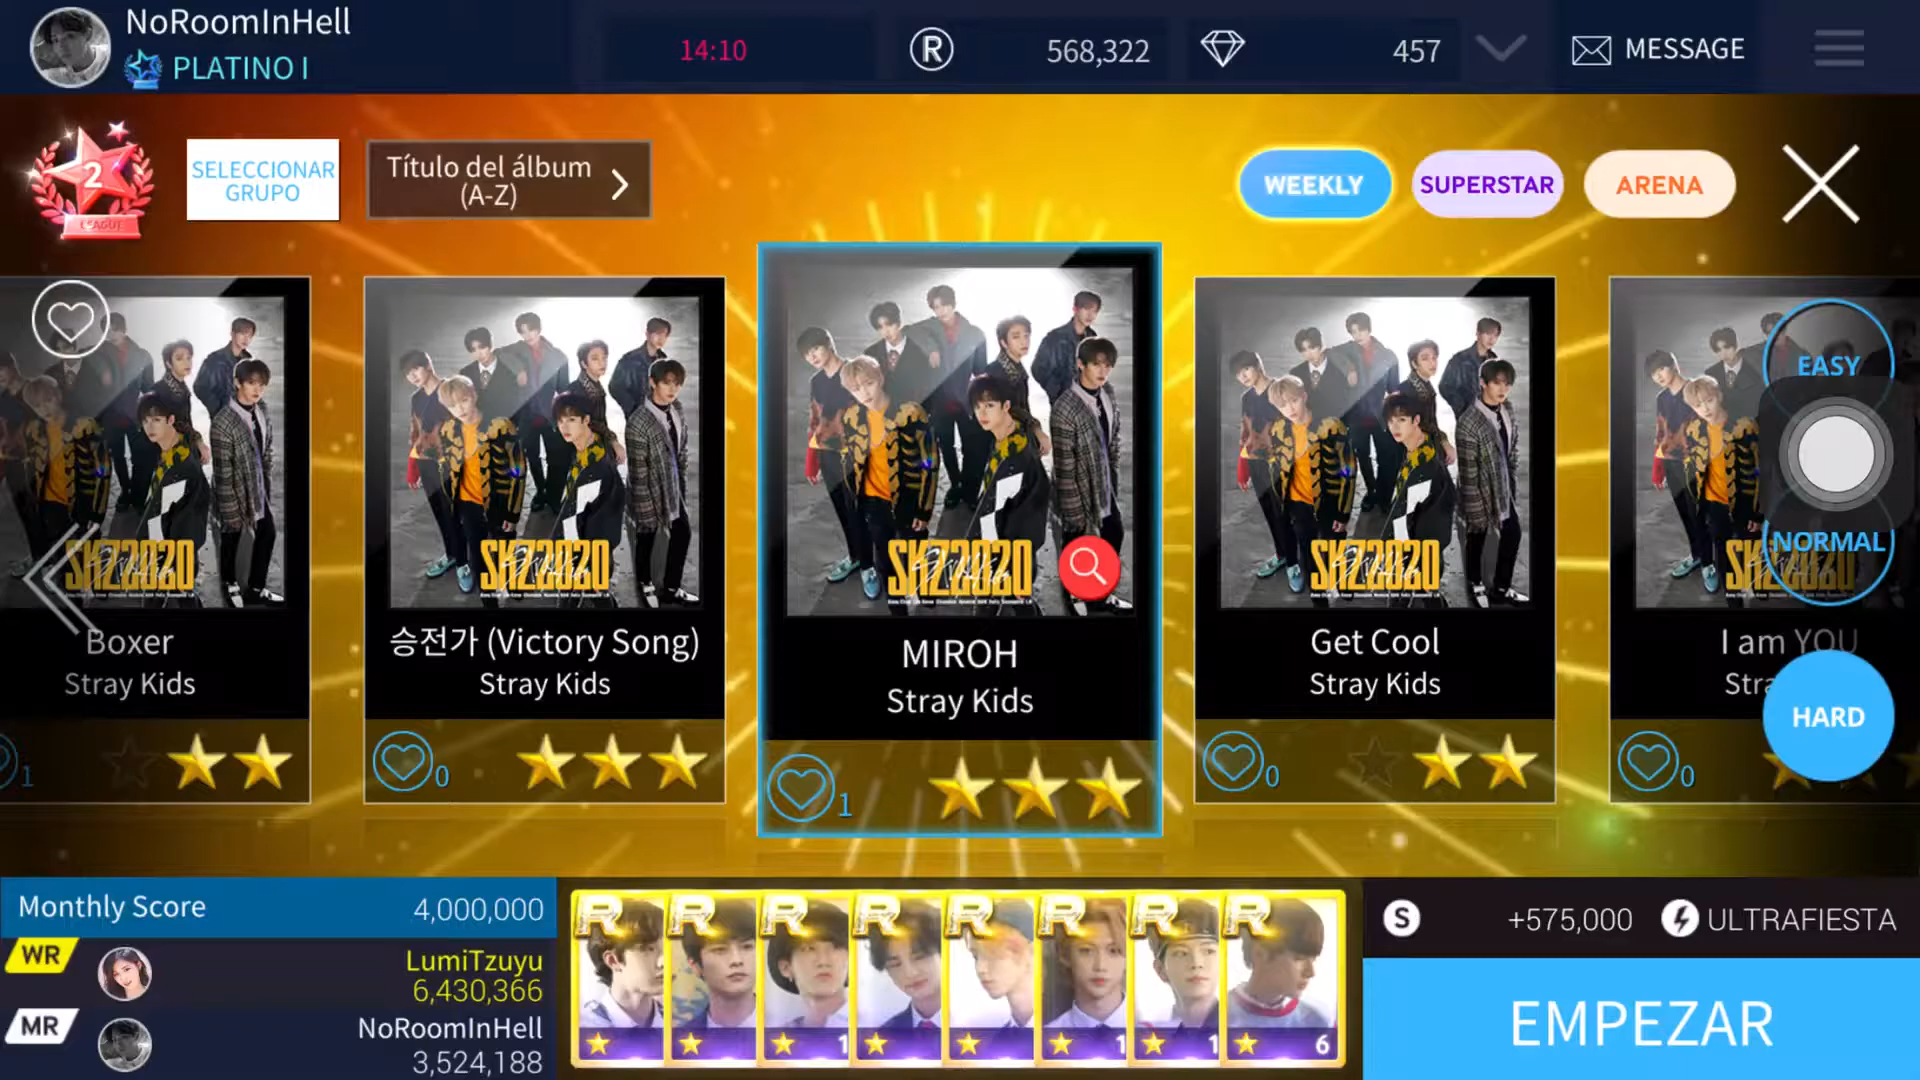 NoRoomInHell
PLATINO I
14:10
R
568,322
457
MESSAGE
2
LEAGUE
SELECCIONAR
GRUPO
Título del álbum
(A-Z)
WEEKLY
SUPERSTAR
ARENA
SKZ2020
Boxer
Stray Kids
1
SKZ2020
승전가 (Victory Song)
Stray Kids
0
SKZ2020
MIROH
Stray Kids
1
SKZ2020
Get Cool
Stray Kids
0
I am YOU
0
EASY
NORMAL
HARD
Monthly Score
4,000,000
WR
LumiTzuyu
6,430,366
MR
NoRoomInHell
3,524,188
R
R
R
R
R
R
R
R
1
1
1
6
S
+575,000
ULTRAFIESTA
EMPEZAR